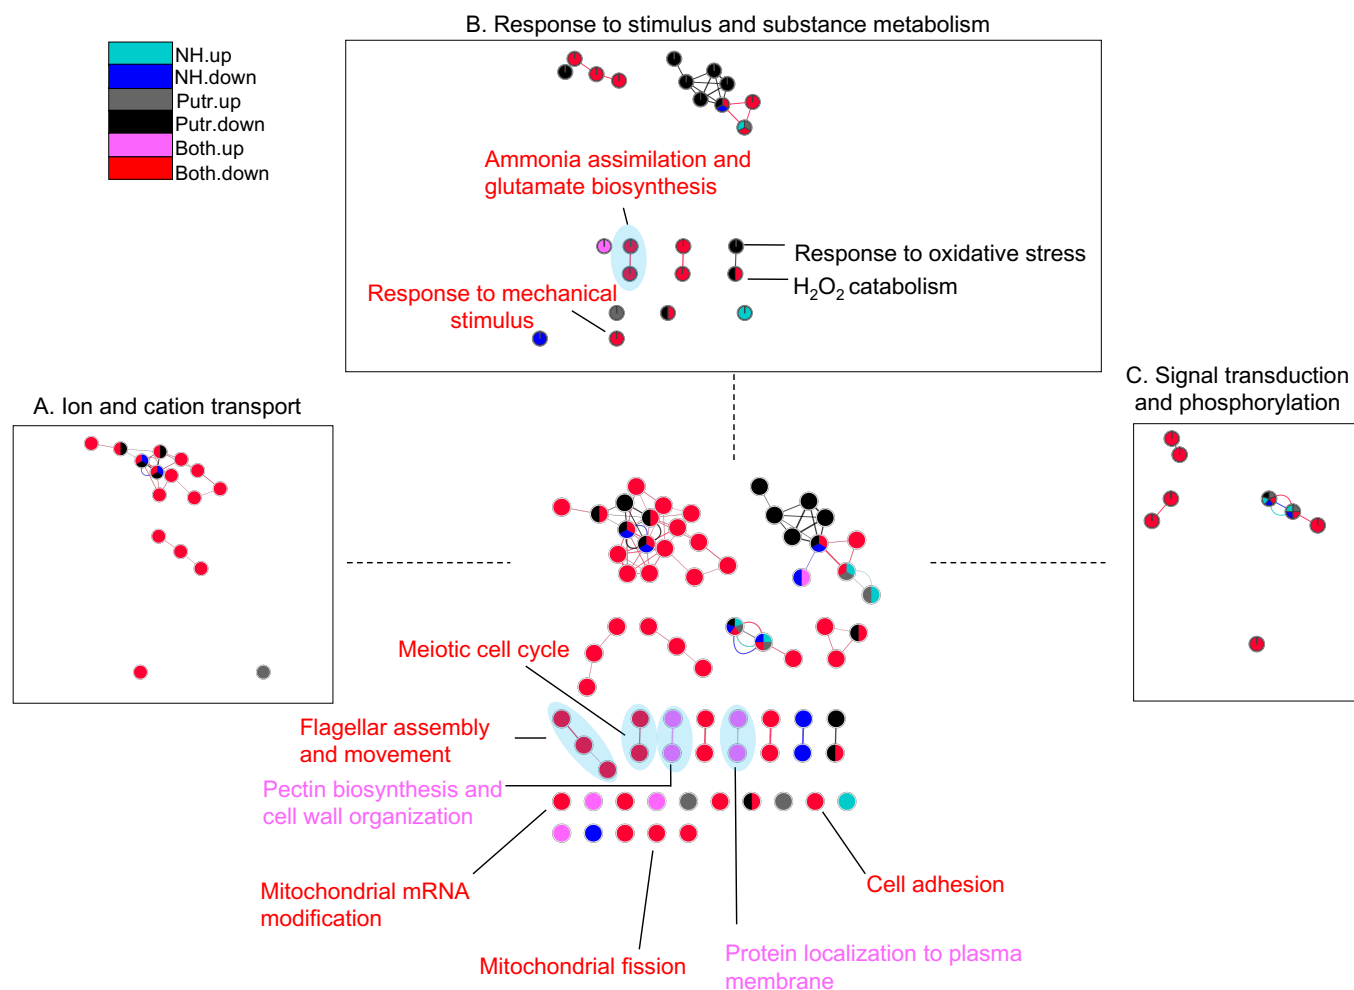 B. Response to stimulus and substance metabolism
NH.up
NH.down
Putr.up
Putr.down
Both.up
Both.down
Ammonia assimilation and
glutamate biosynthesis
Response to oxidative stress
H₂O₂ catabolism
Response to mechanical
stimulus
A. Ion and cation transport
C. Signal transduction
and phosphorylation
Meiotic cell cycle
Flagellar assembly
and movement
Pectin biosynthesis and
cell wall organization
Mitochondrial mRNA
modification
Cell adhesion
Mitochondrial fission
Protein localization to plasma
membrane